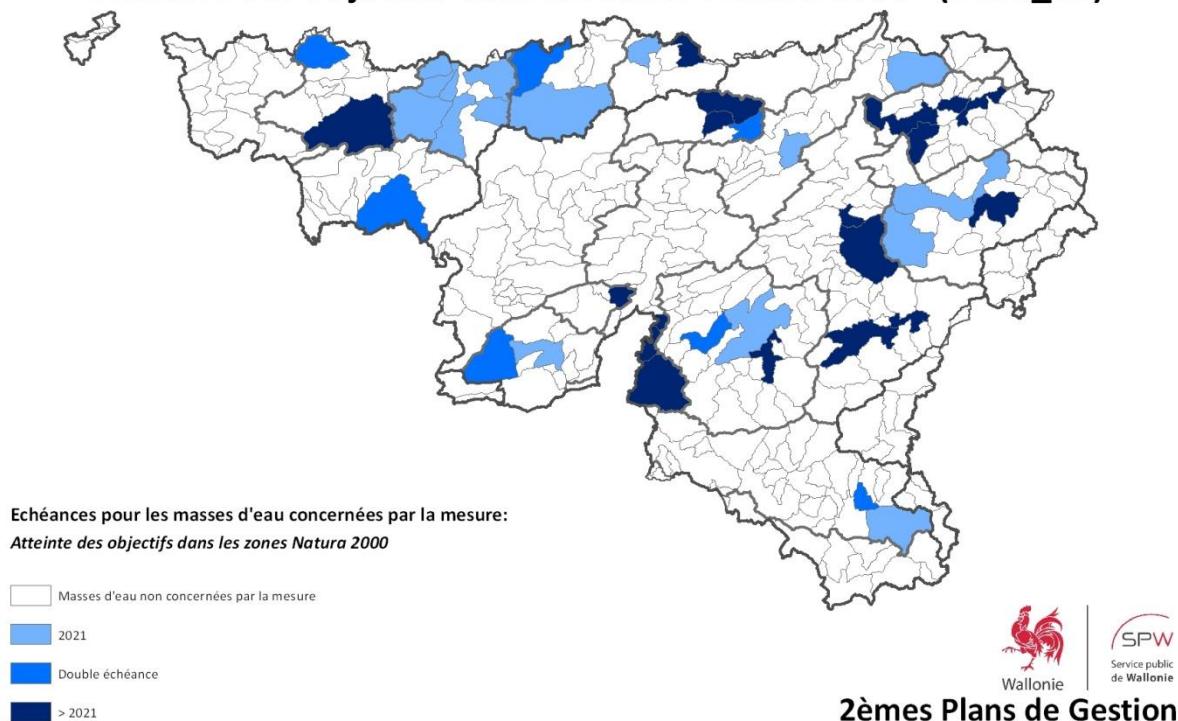 Echéances pour les masses d'eau concernées par la mesure:
Atteinte des objectifs dans les zones Natura 2000
Masses d'eau non concernées par la mesure
2021
Double échéance
> 2021
Wallonie
SPW
Service public
de Wallonie
2èmes Plans de Gestion